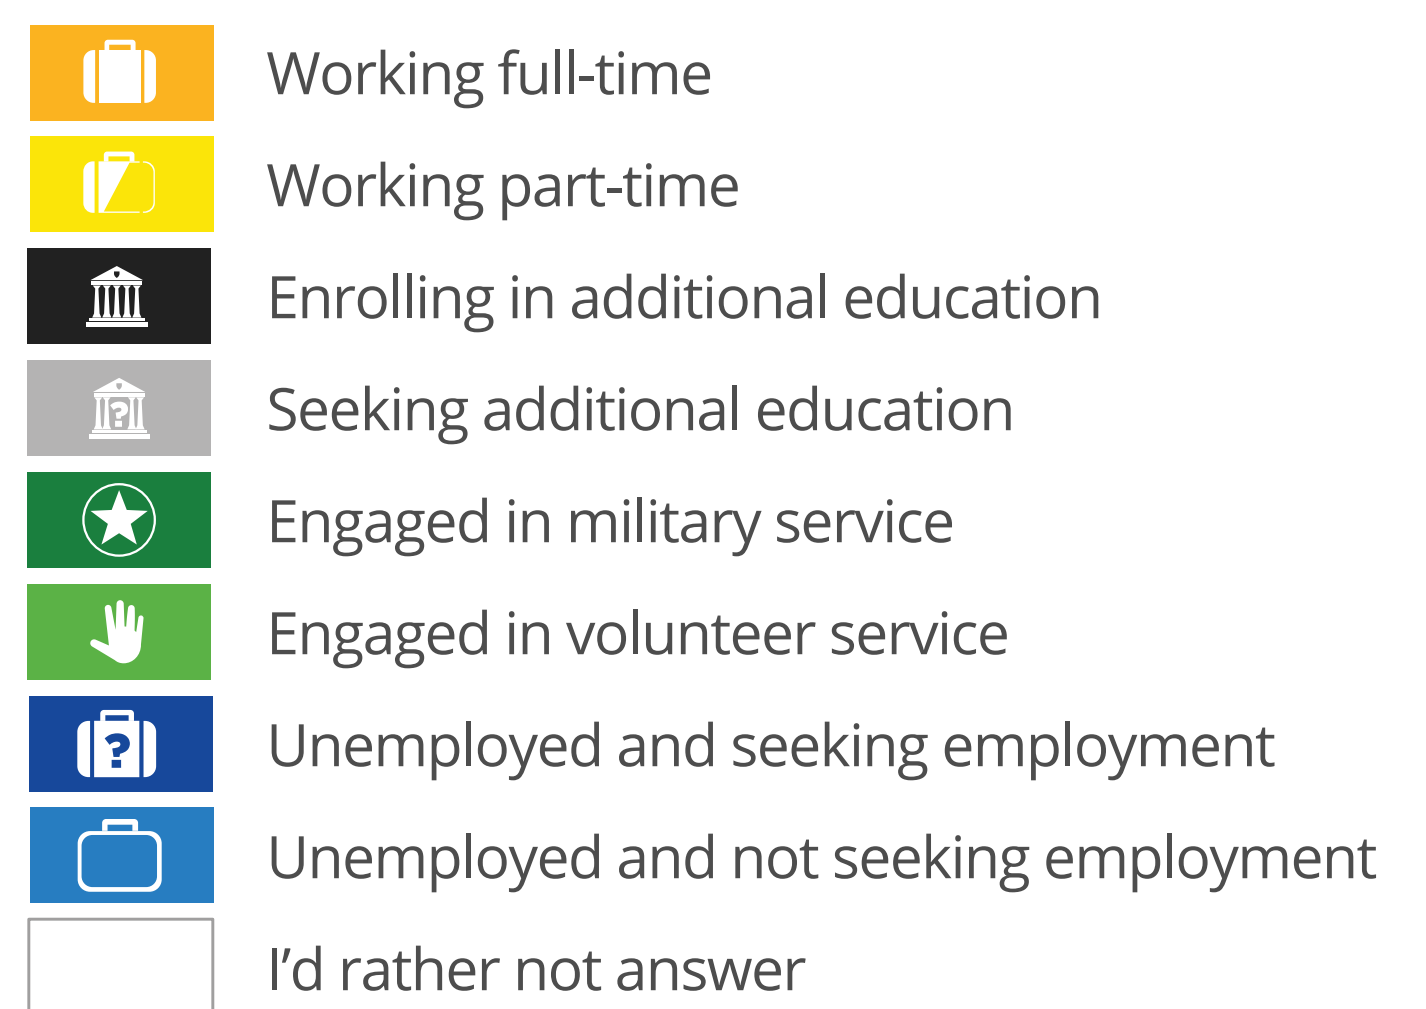 Working full-time
Working part-time
Enrolling in additional education
Seeking additional education
Engaged in military service
Engaged in volunteer service
? Unemployed and seeking employment
Unemployed and not seeking employment
I’d rather not answer